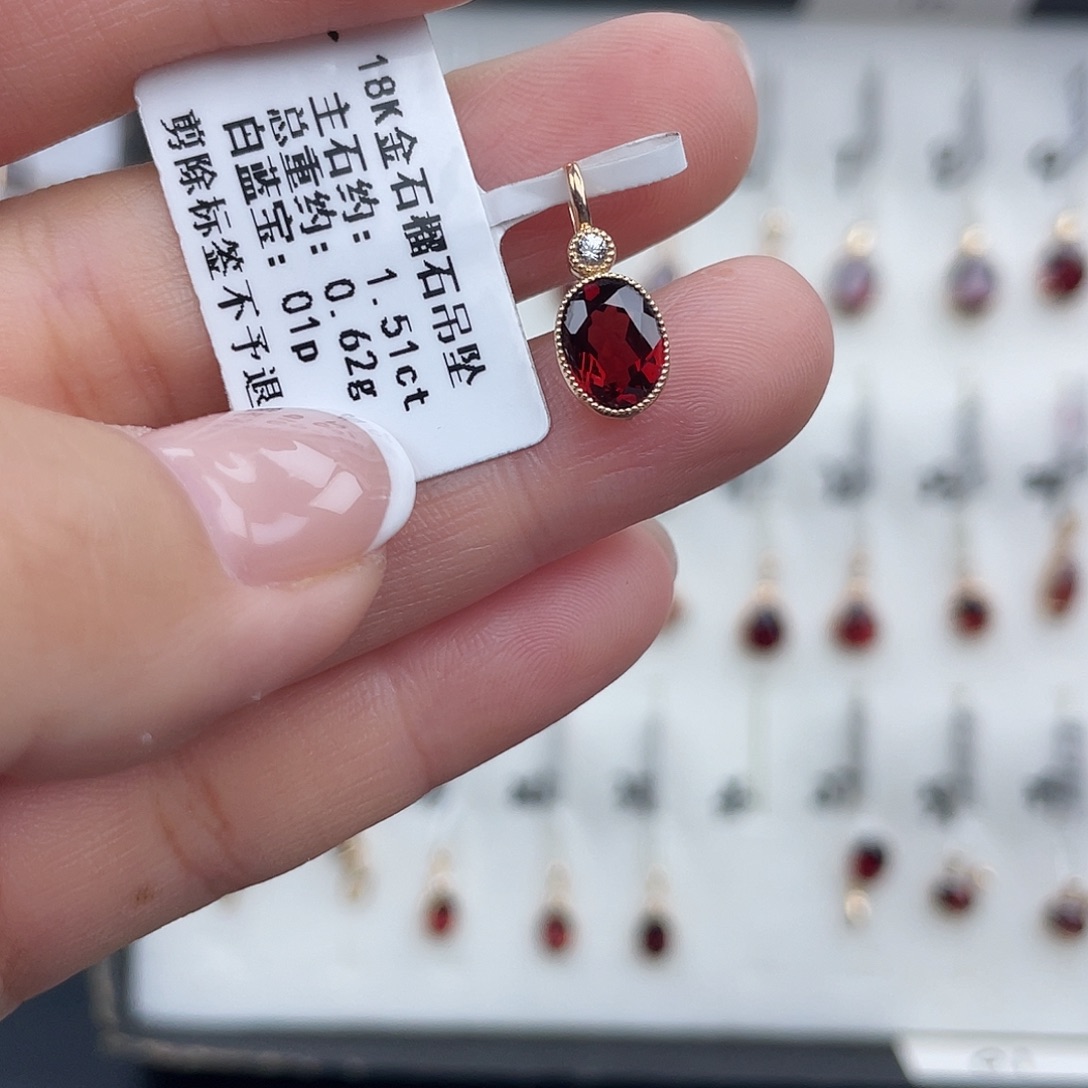 18K金石榴石吊坠
主石约: 1.51ct
总重约: 0.62g
白蓝宝: 01p
剪除标签不予退